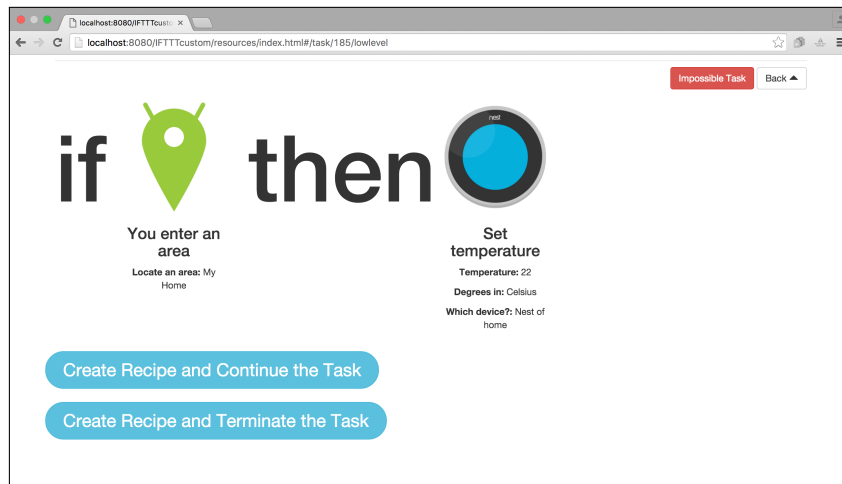 localhost:8080/IFTTTcusto
localhost:8080/IFTTTcustom/resources/index.html#/task/185/lowlevel
Impossible Task Back
if then
nest
You enter an
area
Locate an area: My
Home
Set
temperature
Temperature: 22
Degrees in: Celsius
Which device?: Nest of
home
Create Recipe and Continue the Task
Create Recipe and Terminate the Task